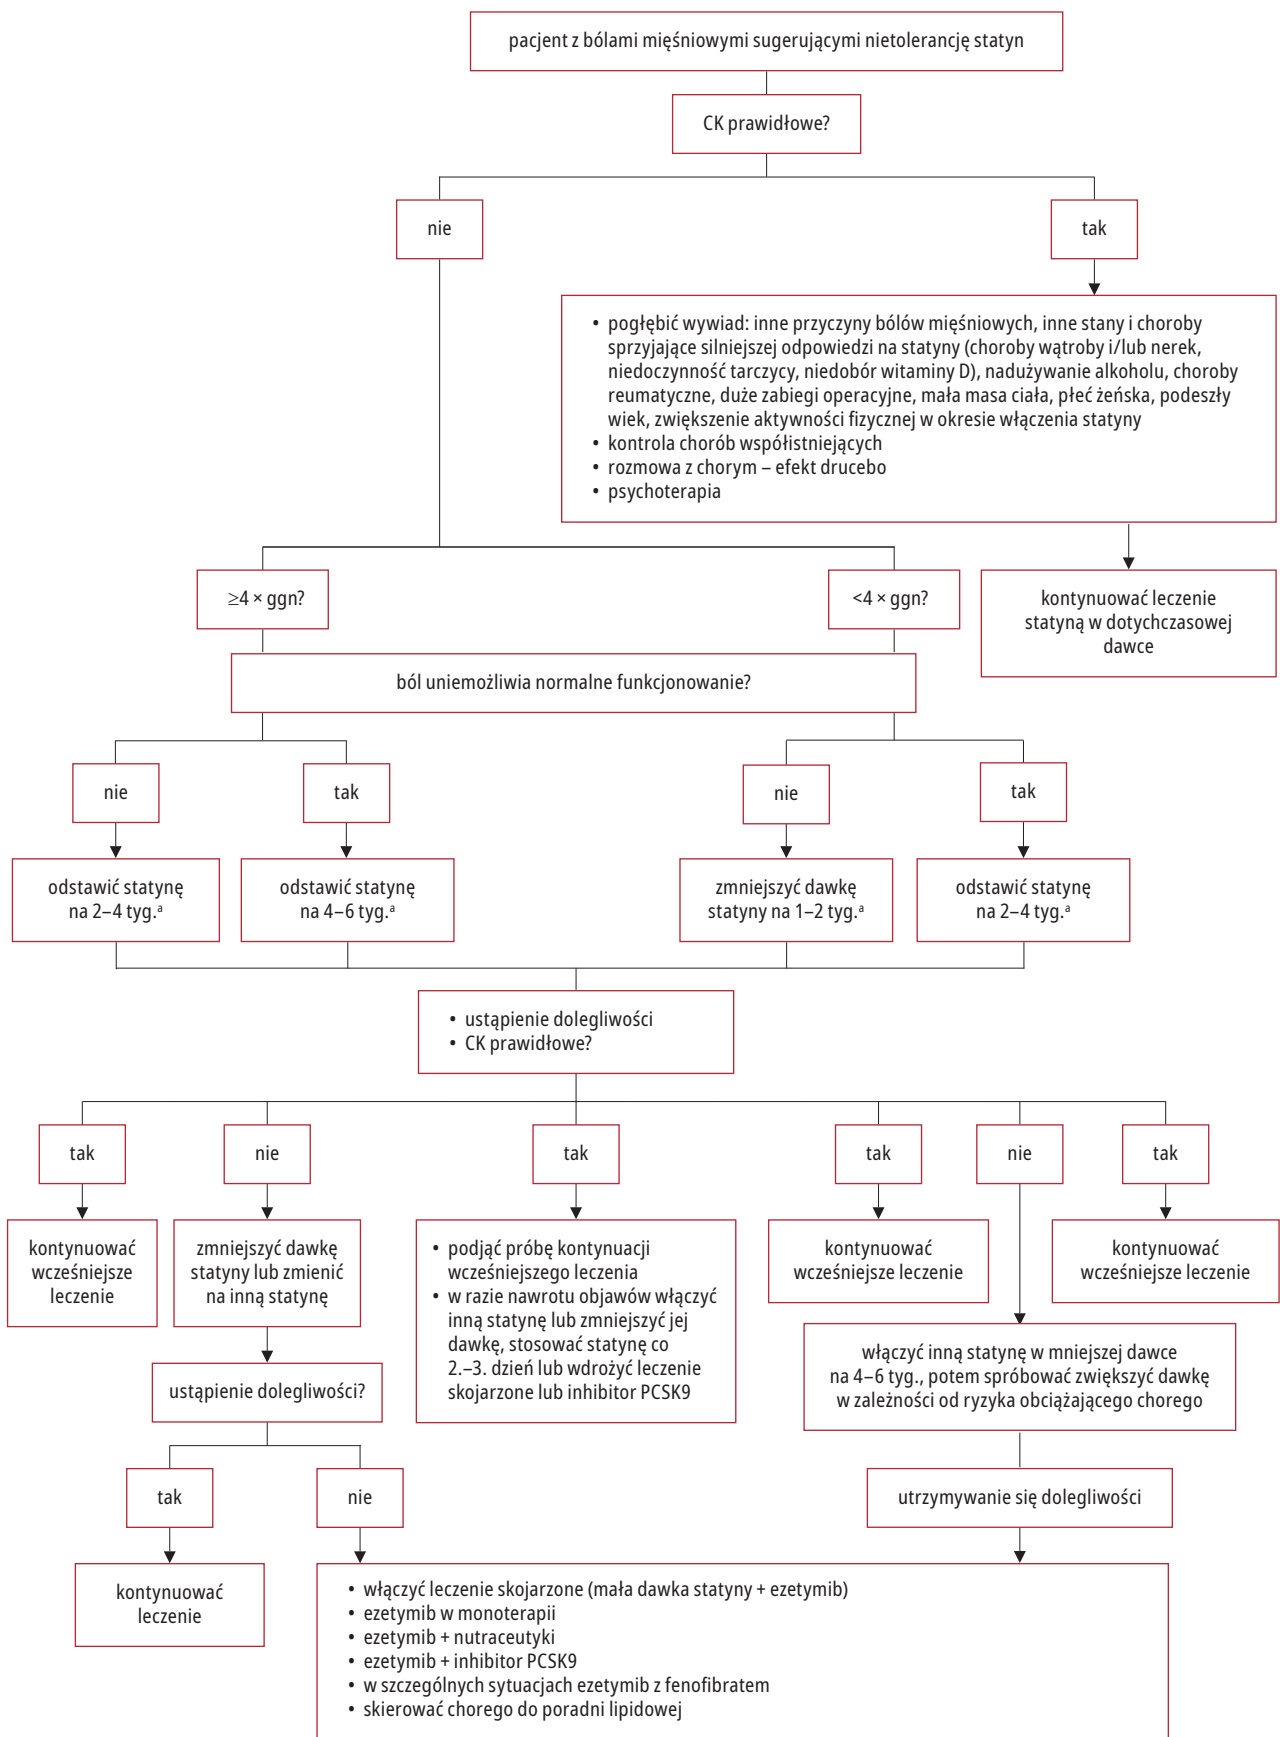 pacjent z bólami mięśniowymi sugerującymi nietolerancję statyn
CK prawidłowe?
nie
tak
• pogłębić wywiad: inne przyczyny bólów mięśniowych, inne stany i choroby
sprzyjające silniejszej odpowiedzi na statyny (choroby wątroby i/lub nerek,
niedoczynność tarczycy, niedobór witaminy D), nadużywanie alkoholu, choroby
reumatyczne, duże zabiegi operacyjne, mała masa ciała, płeć żeńska, podeszły
wiek, zwiększenie aktywności fizycznej w okresie włączenia statyny
• kontrola chorób współistniejących
• rozmowa z chorym – efekt drucebo
• psychoterapia
≥4 × ggn?
<4 × ggn?
kontynuować leczenie
statyną w dotychczasowej
dawce
ból uniemożliwia normalne funkcjonowanie?
nie
tak
nie
tak
odstawić statynę
na 2–4 tyg.ª
odstawić statynę
na 4–6 tyg.ª
zmniejszyć dawkę
statyny na 1–2 tyg.ª
odstawić statynę
na 2–4 tyg.ª
• ustąpienie dolegliwości
• CK prawidłowe?
tak
nie
tak
tak
nie
tak
kontynuować
wcześniejsze
leczenie
zmniejszyć dawkę
statyny lub zmienić
na inną statynę
• podjąć próbę kontynuacji
wcześniejszego leczenia
• w razie nawrotu objawów włączyć
inną statynę lub zmniejszyć jej
dawkę, stosować statynę co
2.–3. dzień lub wdrożyć leczenie
skojarzone lub inhibitor PCSK9
kontynuować
wcześniejsze leczenie
kontynuować
wcześniejsze leczenie
włączyć inną statynę w mniejszej dawce
na 4–6 tyg., potem spróbować zwiększyć dawkę
w zależności od ryzyka obciążającego chorego
ustąpienie dolegliwości?
tak
nie
utrzymywanie się dolegliwości
kontynuować
leczenie
• włączyć leczenie skojarzone (mała dawka statyny + ezetymib)
• ezetymib w monoterapii
• ezetymib + nutraceutyki
• ezetymib + inhibitor PCSK9
• w szczególnych sytuacjach ezetymib z fenofibratem
• skierować chorego do poradni lipidowej